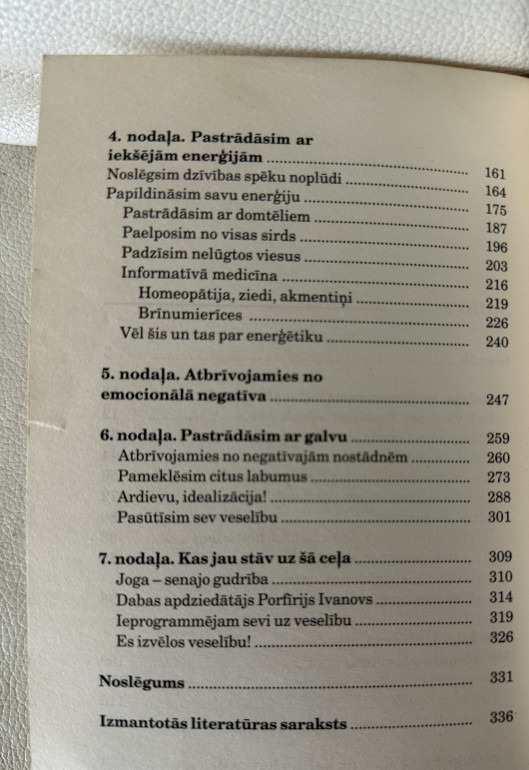 4. nodaļa. Pastrādāsim ar
iekšējām enerģijām ........ 161
Noslēgsim dzīvības spēku noplūdi ........ 164
Papildināsim savu enerģiju ........ 175
Pastrādāsim ar domtēliem ........ 187
Paelposim no visas sirds ........ 196
Padzīsim nelūgtos viesus ........ 203
Informatīvā medicīna ........ 216
Homeopātija, ziedi, akmentiņi ........ 219
Brīnumierīces ........ 226
Vēl šis un tas par enerģētiku ........ 240
5. nodaļa. Atbrīvojamies no
emocionālā negatīva ........ 247
6. nodaļa. Pastrādāsim ar galvu ........ 259
Atbrīvojamies no negatīvajām nostādnēm ........ 260
Pameklēsim citus labumus ........ 273
Ardievu, idealizācija! ........ 288
Pasūtīsim sev veselību ........ 301
7. nodaļa. Kas jau stāv uz šā ceļa ........ 309
Joga – senajo gudrība ........ 310
Dabas apdziedātājs Porfīrijs Ivanovs ........ 314
Ieprogrammējam sevi uz veselību ........ 319
Es izvēlos veselību! ........ 326
Noslēgums ........ 331
Izmantotās literatūras saraksts ........ 336